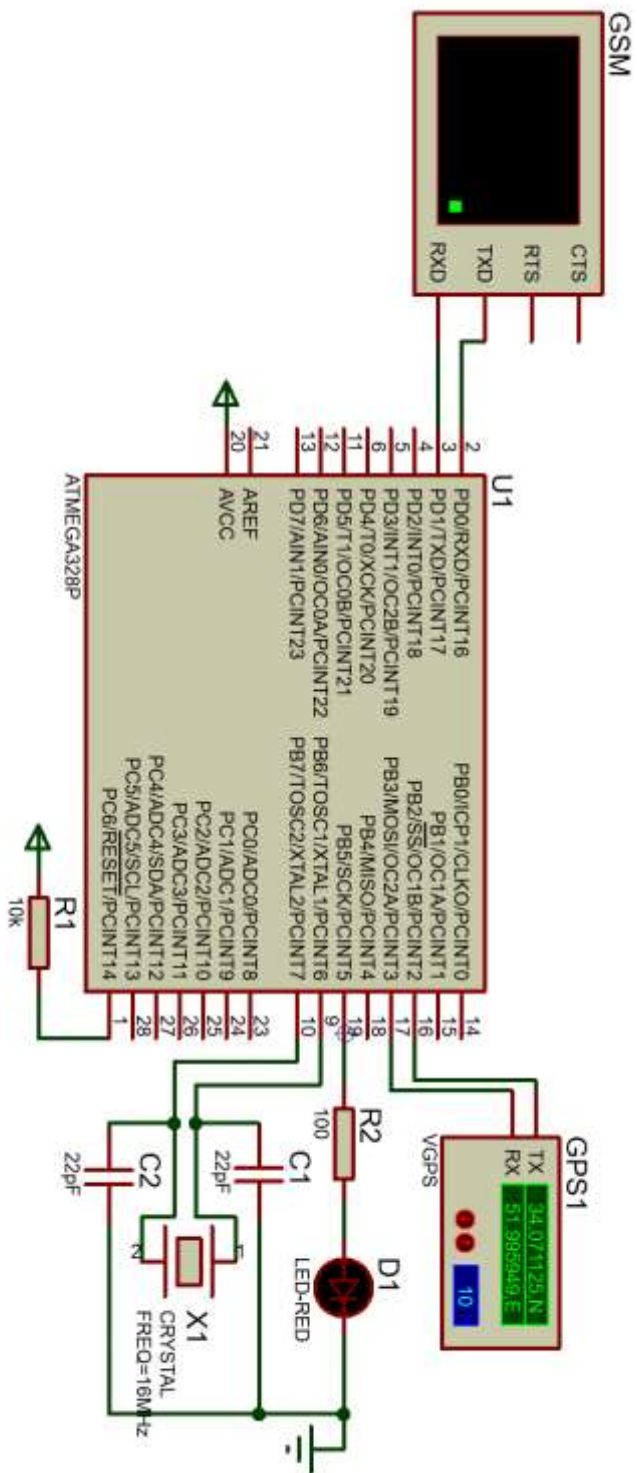 GSM
CTS
RTS
TXD
RXD
U1
2
3
4
5
6
11
12
13
21
20
PD0/RXD/PCINT16
PD1/TXD/PCINT17
PD2/INT0/PCINT18
PD3/INT1/OC2B/PCINT19
PD4/T0/XCK/PCINT20
PD5/T1/OC0B/PCINT21
PD6/AIN0/OC0A/PCINT22
PD7/AIN1/PCINT23
AREF
AVCC
PB0/ICP1/CLKO/PCINT0
PB1/OC1A/PCINT1
PB2/SS/OC1B/PCINT2
PB3/MOSI/OC2A/PCINT3
PB4/MISO/PCINT4
PB5/SCK/PCINT5
PB6/TOSC1/XTAL1/PCINT6
PB7/TOSC2/XTAL2/PCINT7
PC0/ADC0/PCINT8
PC1/ADC1/PCINT9
PC2/ADC2/PCINT10
PC3/ADC3/PCINT11
PC4/ADC4/SDA/PCINT12
PC5/ADC5/SCL/PCINT13
PC6/RESET/PCINT14
14
15
16
17
18
19
9
10
23
24
25
26
27
28
1
ATMEGA328P
R1
10k
GPS1
TX
RX
34.071125.N
51.995949.E
10
VGPS
R2
100
D1
LED-RED
C1
22pF
C2
22pF
1
2
X1
CRYSTAL
FREQ=16MHz